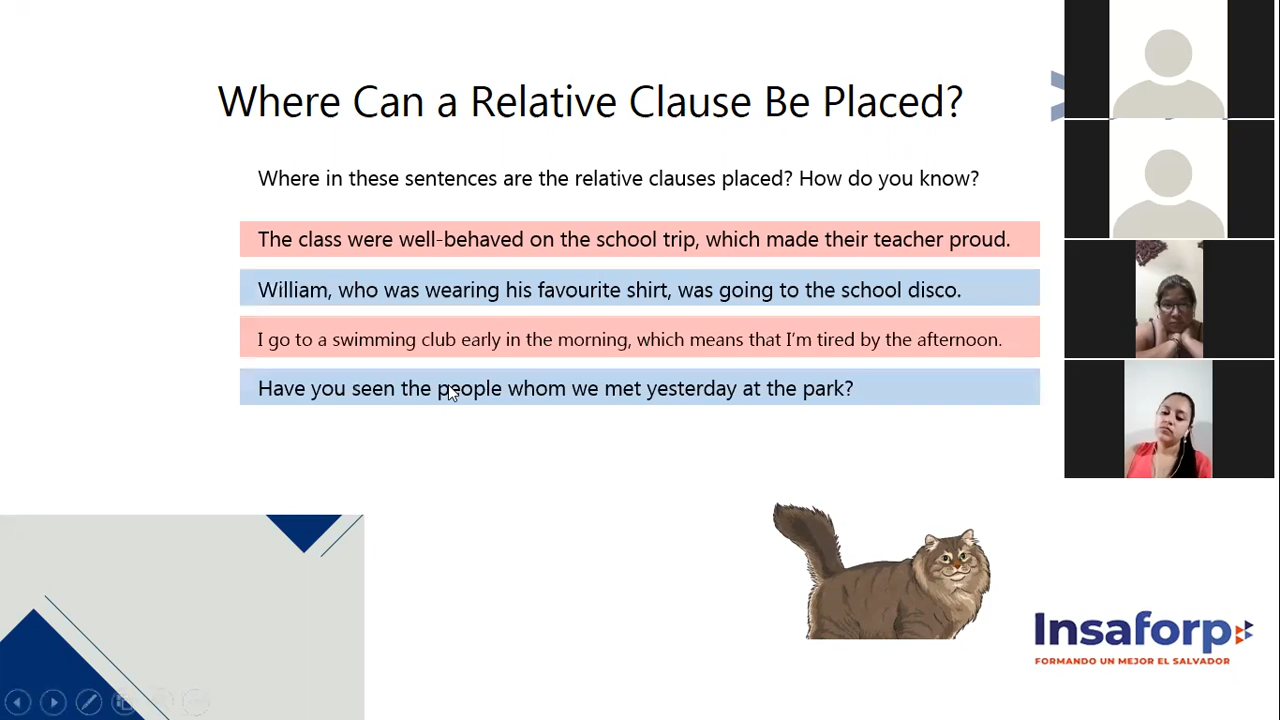 Where Can a Relative Clause Be Placed?
Where in these sentences are the relative clauses placed? How do you know?
The class were well-behaved on the school trip, which made their teacher proud.
William, who was wearing his favourite shirt, was going to the school disco.
I go to a swimming club early in the morning, which means that I’m tired by the afternoon.
Have you seen the people whom we met yesterday at the park?
Insaforp
FORMANDO UN MEJOR EL SALVADOR